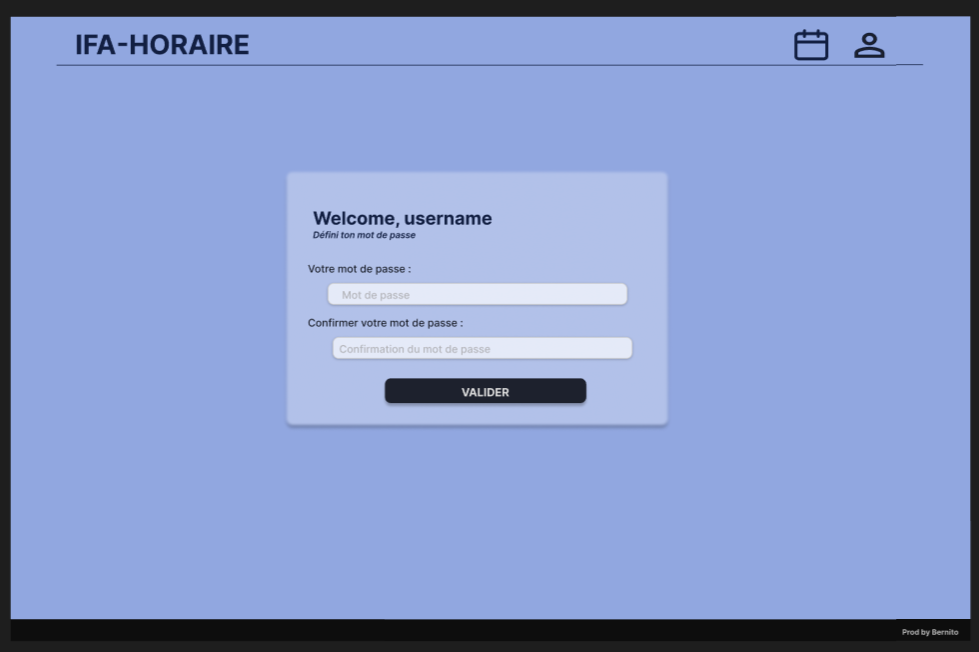 IFA-HORAIRE
Welcome, username
Défini ton mot de passe
Votre mot de passe :
Mot de passe
Confirmer votre mot de passe :
Confirmation du mot de passe
VALIDER
Prod by Bernito